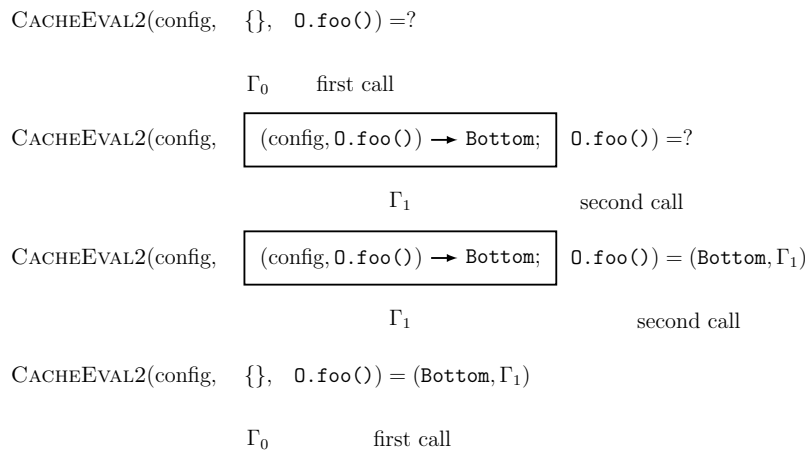 CACHEEVAL2(config, {}, O.foo()) =?
Γ0 first call
CACHEEVAL2(config, (config, O.foo()) → Bottom; O.foo()) =?
Γ1 second call
CACHEEVAL2(config, (config, O.foo()) → Bottom; O.foo()) = (Bottom, Γ1)
Γ1 second call
CACHEEVAL2(config, {}, O.foo()) = (Bottom, Γ1)
Γ0 first call